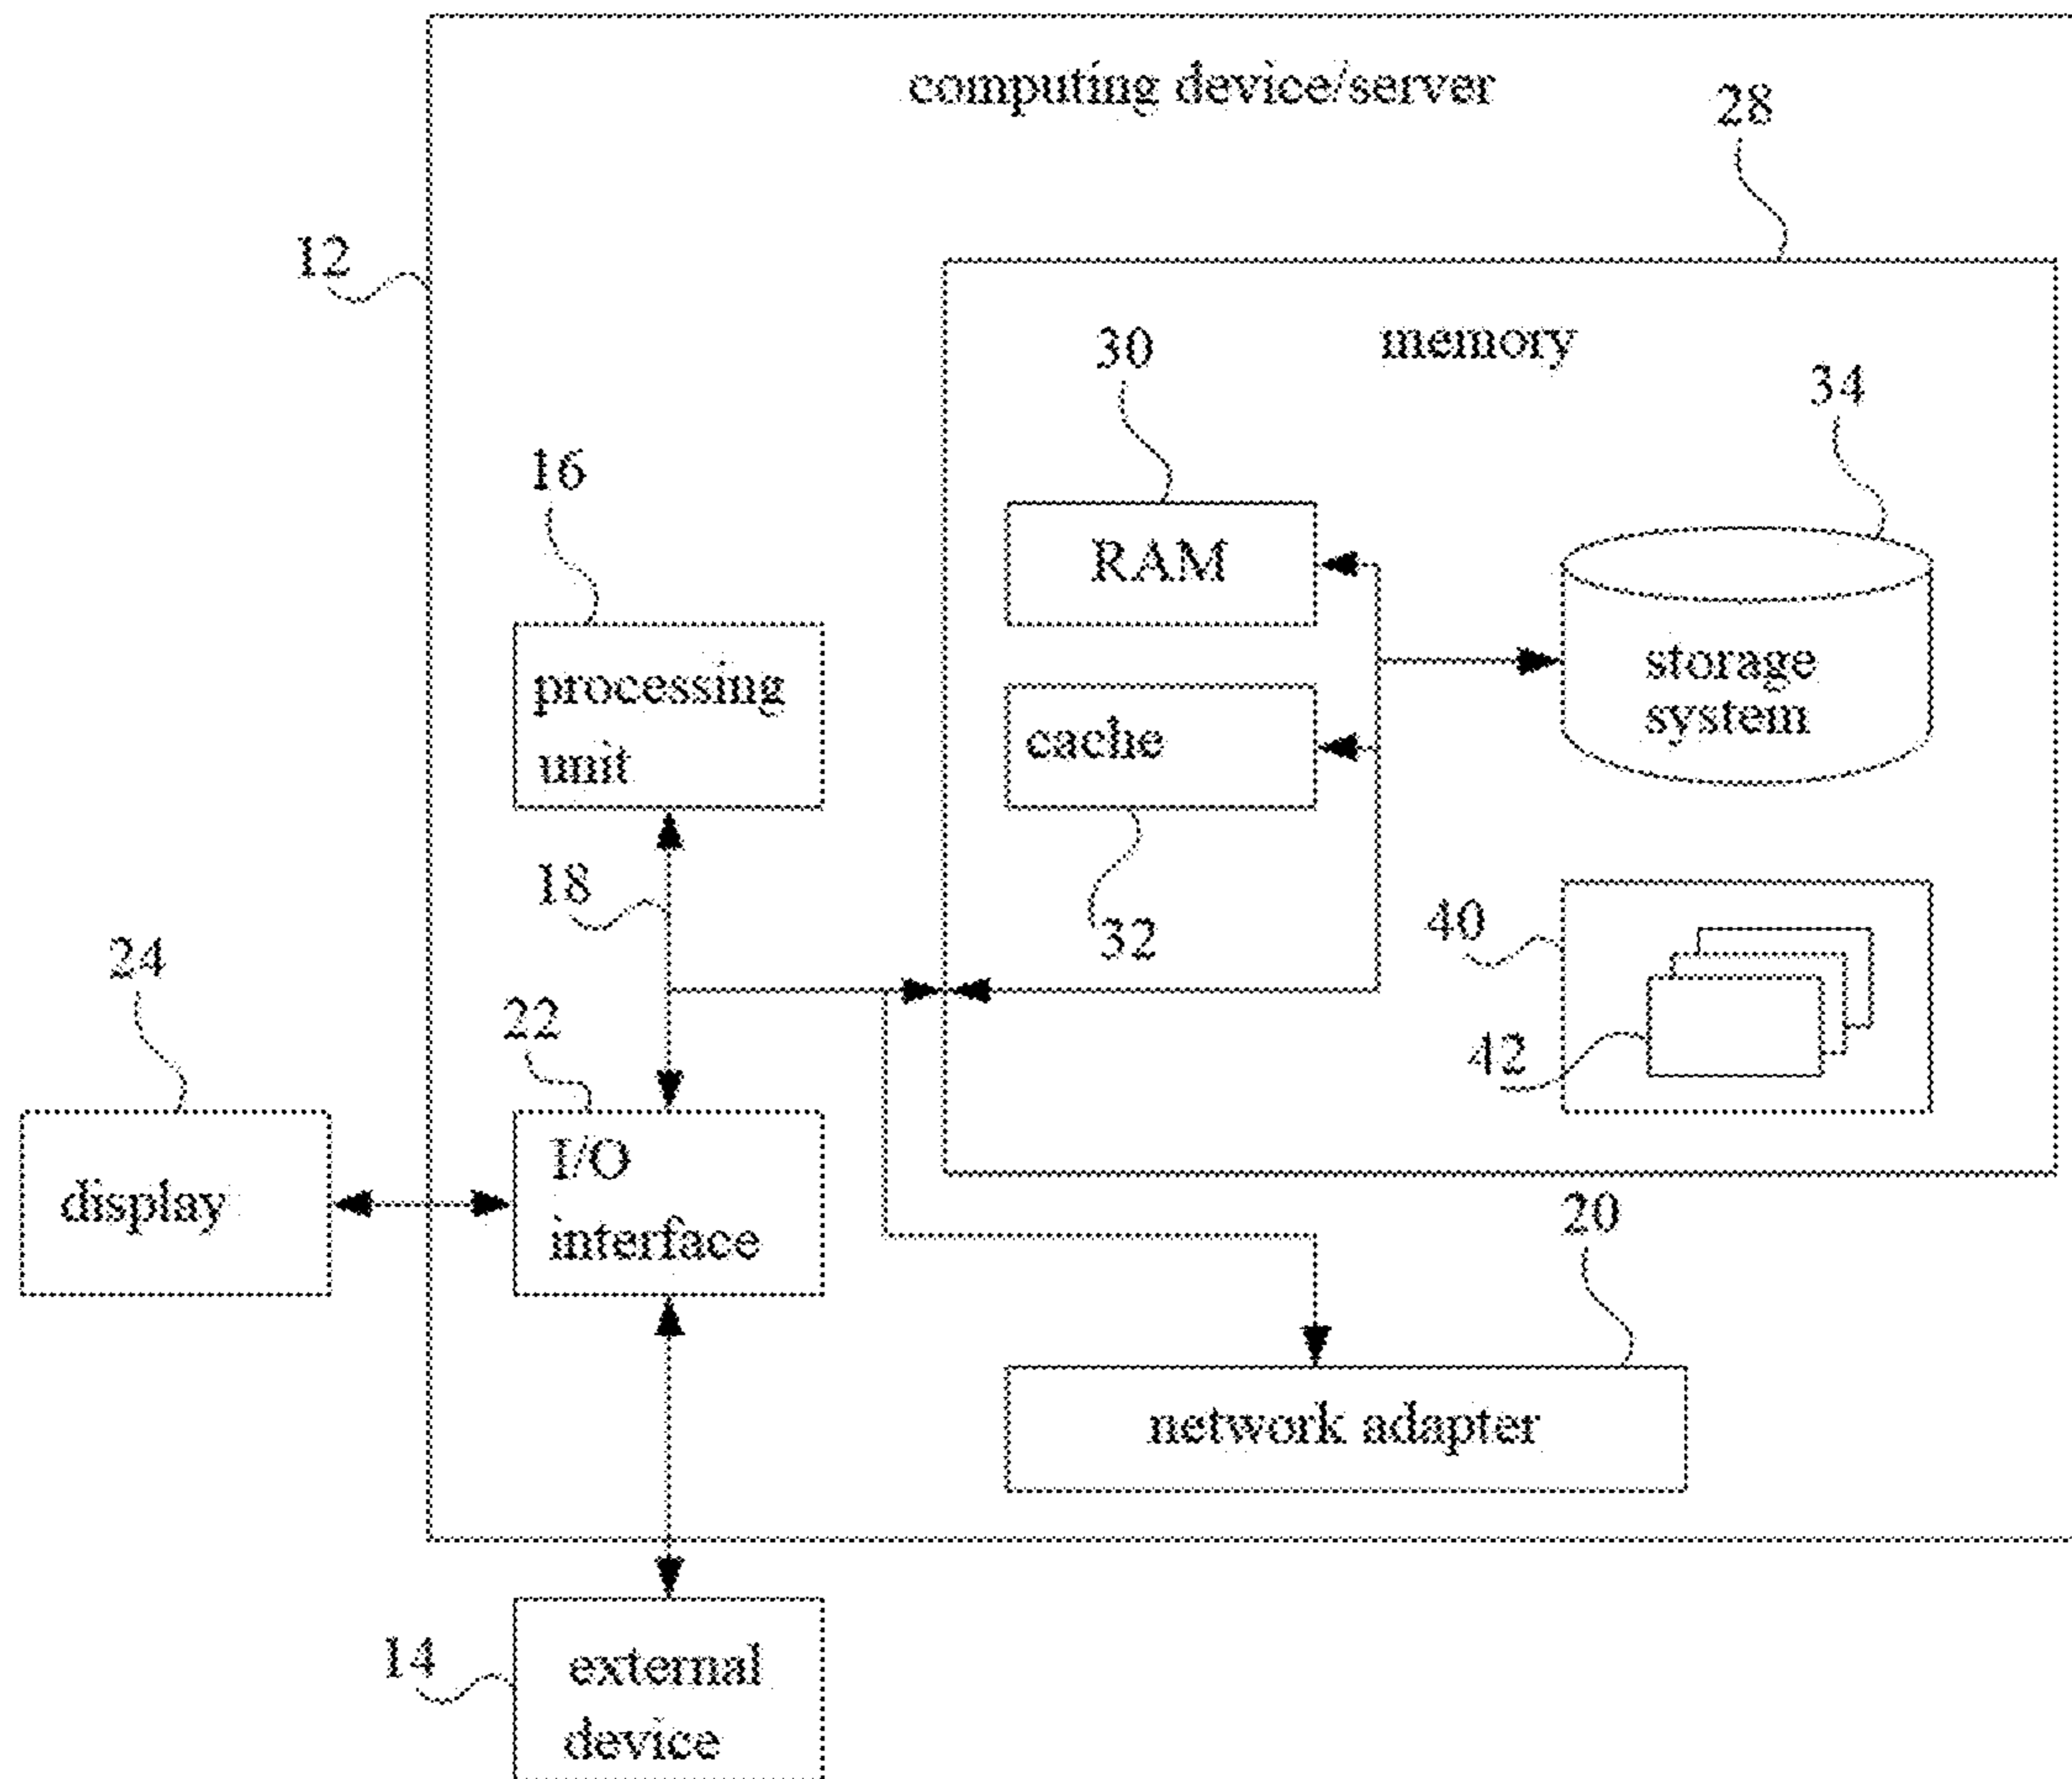 computing device/server
28
12
memory
30
34
16
RAM
processing
unit
storage
system
cache
18
32
40
24
22
42
I/O
interface
display
20
network adapter
14
external
device